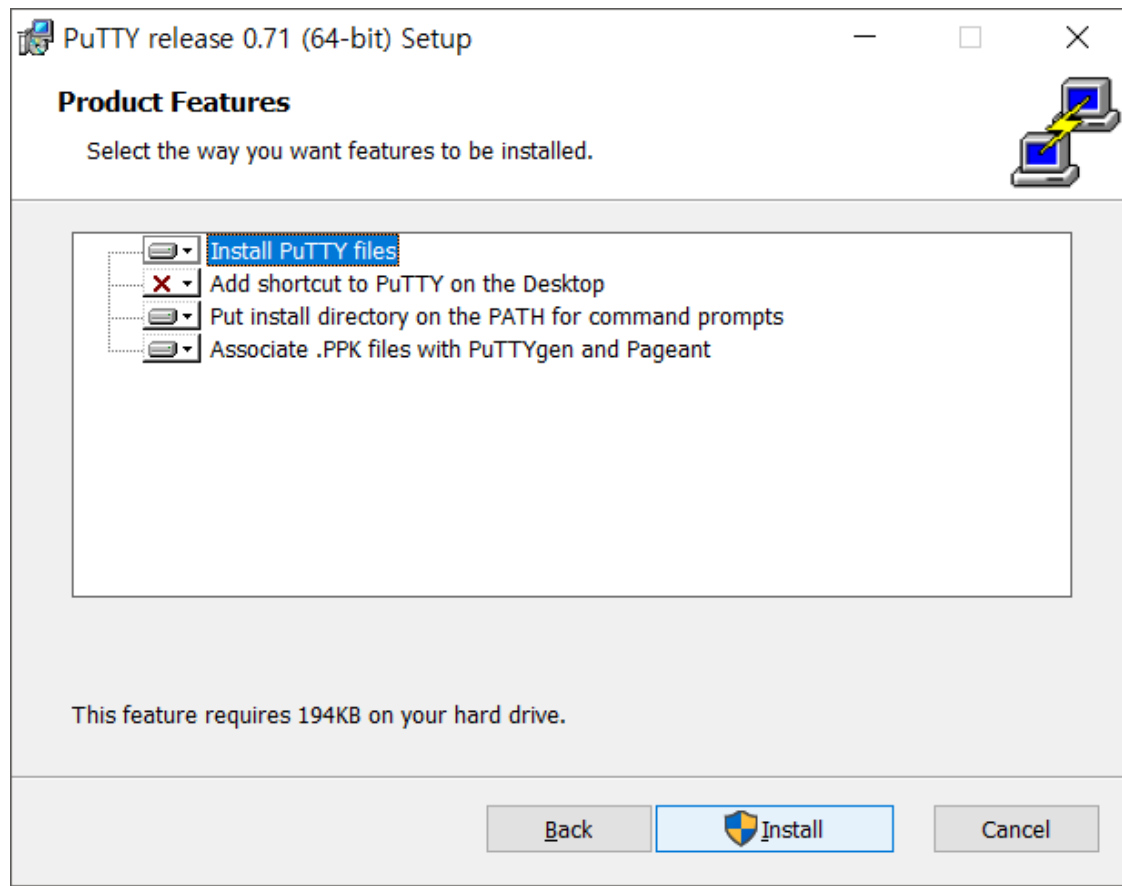 PuTTY release 0.71 (64-bit) Setup
Product Features
Select the way you want features to be installed.
Install PuTTY files
Add shortcut to PuTTY on the Desktop
Put install directory on the PATH for command prompts
Associate .PPK files with PuTTYgen and Pageant
This feature requires 194KB on your hard drive.
Back Install Cancel